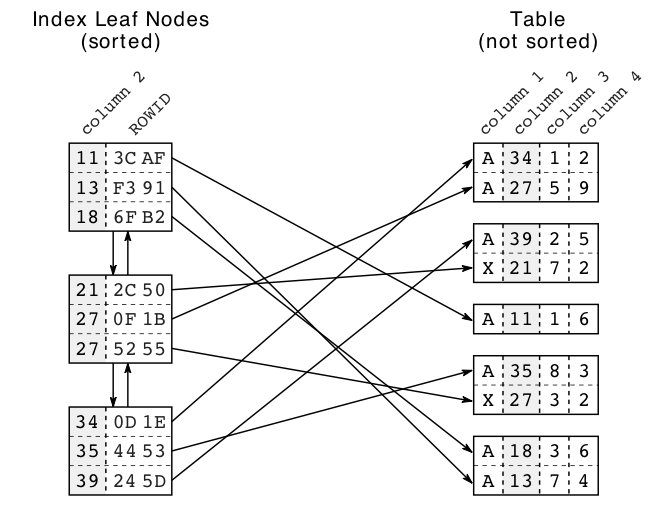 Index Leaf Nodes
(sorted)
column 2
ROWID
11 3C AF
13 F3 91
18 6F B2
21 2C 50
27 0F 1B
27 52 55
34 0D 1E
35 44 53
39 24 5D
Table
(not sorted)
column 1
column 2
column 3
column 4
A 34 1 2
A 27 5 9
A 39 2 5
X 21 7 2
A 11 1 6
A 35 8 3
X 27 3 2
A 18 3 6
A 13 7 4